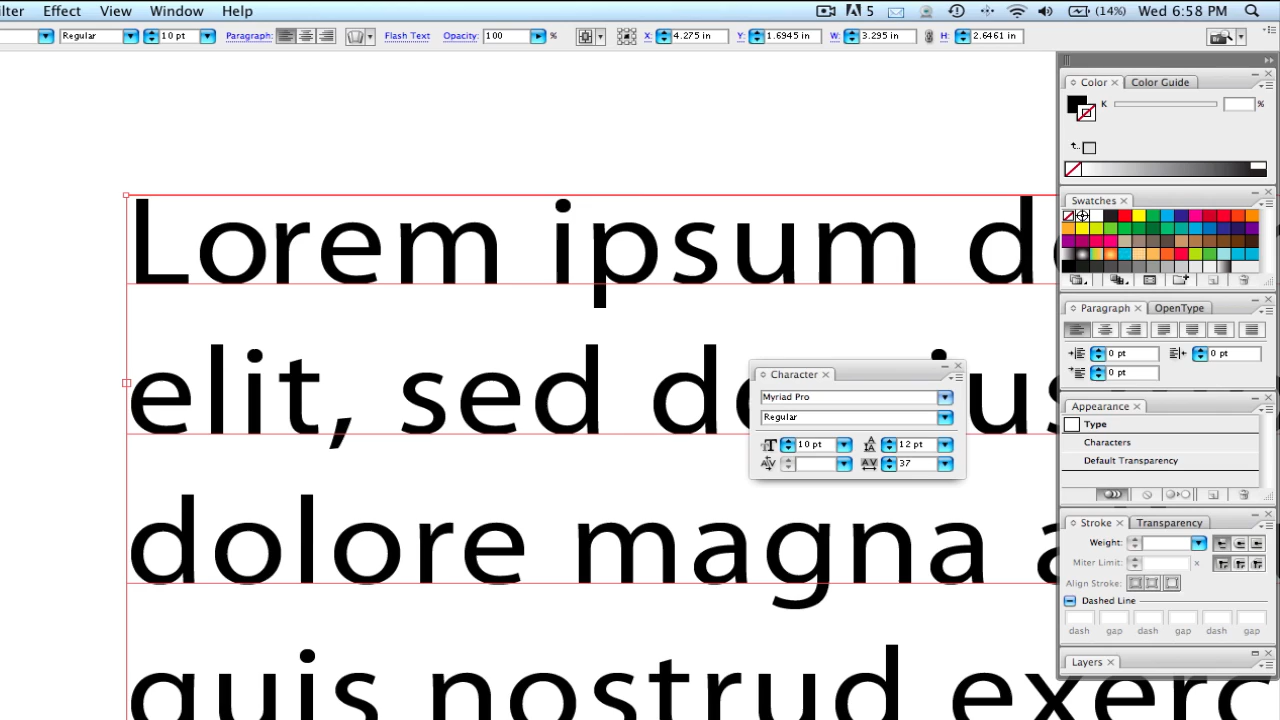 ilter Effect View Window Help 5 (14%) Wed 6:58 PM
Regular 10 pt Paragraph: Flash Text Opacity: 100 % X: 4.275 in Y: 1.6945 in W: 3.295 in H: 2.6461 in
Color Color Guide
K %
Swatches
Lorem ipsum d
Paragraph OpenType
0 pt 0 pt
0 pt
elit, sed do ius
Character
Myriad Pro
Regular
10 pt 12 pt
37
Appearance
Type
Characters
Default Transparency
dolore magna a
Stroke Transparency
Weight:
Miter Limit: x
Align Stroke:
Dashed Line
dash gap dash gap dash gap
Layers
quis nostrud exerc